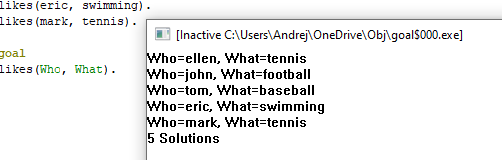 likes(eric, swimming).
likes(mark, tennis).
goal
likes(Who, What).
[Inactive C:\Users\Andrej\OneDrive\Obj\goal$000.exe]
Who=ellen, What=tennis
Who=john, What=football
Who=tom, What=baseball
Who=eric, What=swimming
Who=mark, What=tennis
5 Solutions